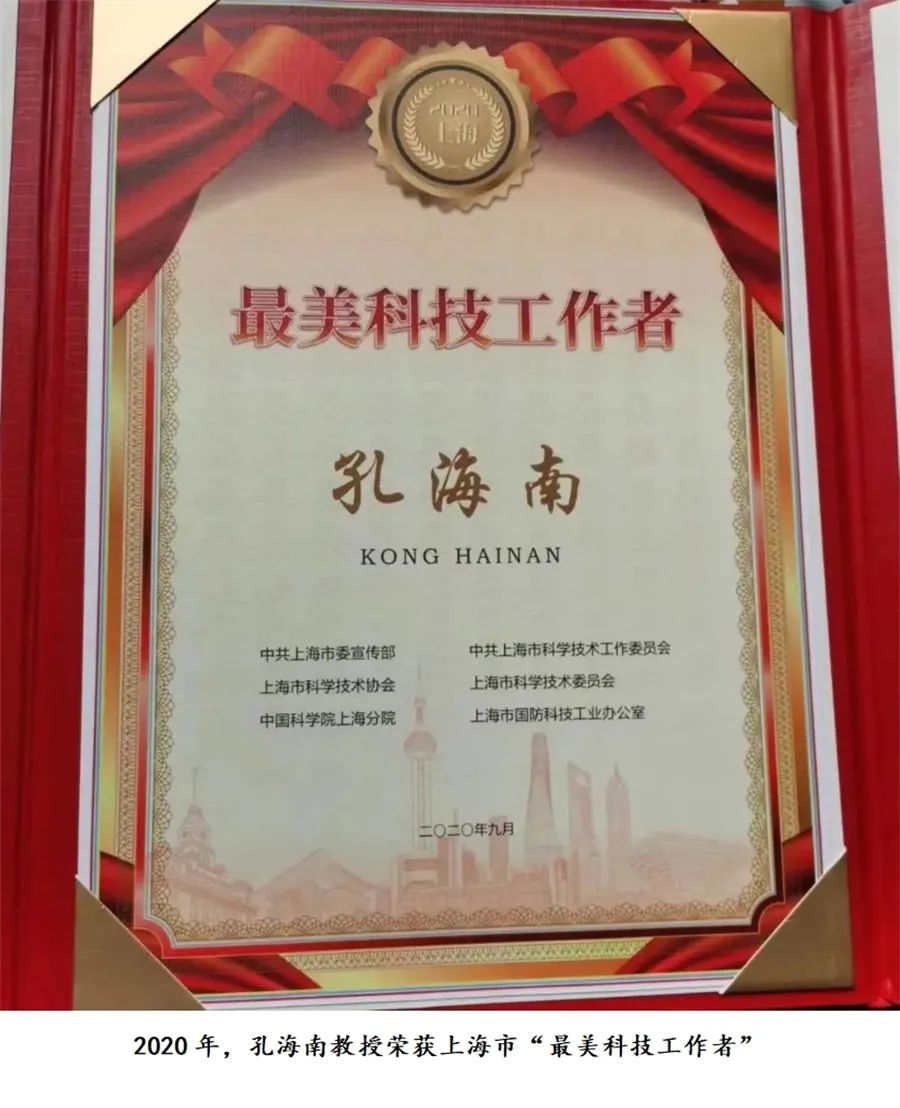 2020
上海
最美科技工作者
孔海南
KONG HAINAN
中共上海市委宣传部 中共上海市科学技术工作委员会
上海市科学技术协会 上海市科学技术委员会
中国科学院上海分院 上海市国防科技工业办公室
二〇二〇年九月
2020年，孔海南教授荣获上海市“最美科技工作者”